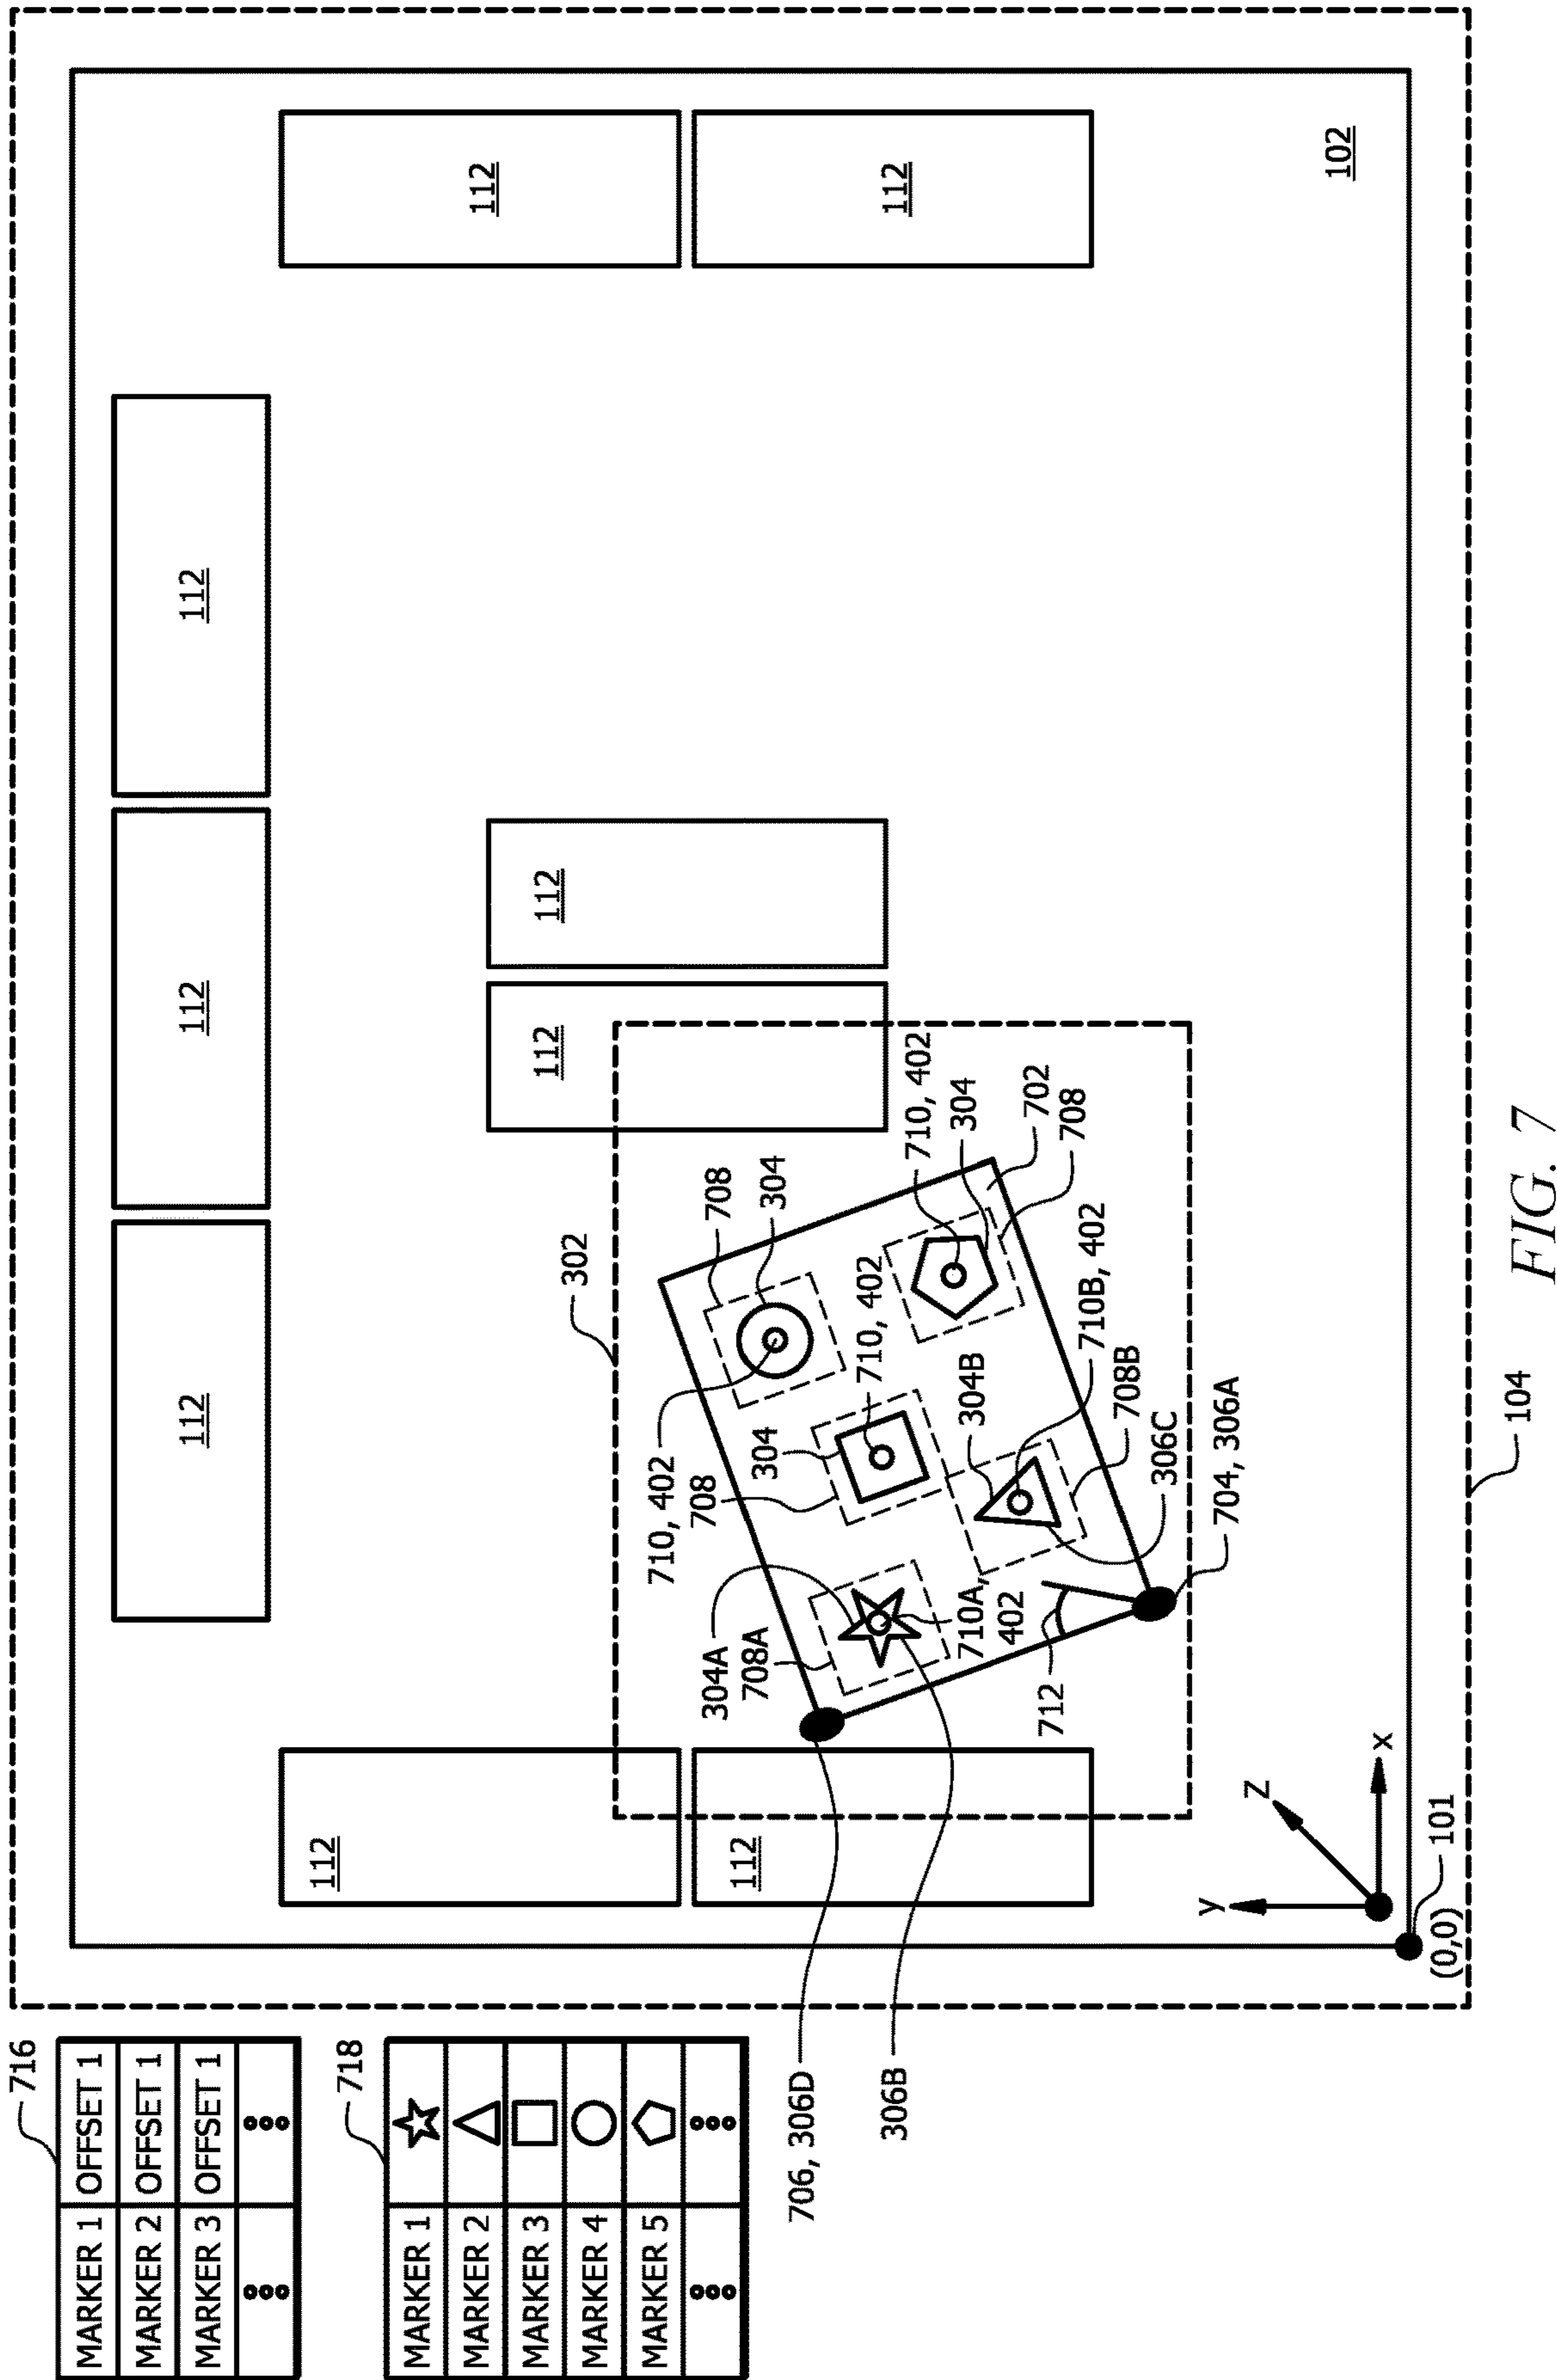 716
MARKER 1 OFFSET 1
MARKER 2 OFFSET 1
MARKER 3 OFFSET 1
718
MARKER 1
MARKER 2
MARKER 3
MARKER 4
MARKER 5
112
112
112
112
112
112
112
302
710, 402
708
304A
708
112
708A
304
304
706, 306D
710, 402
306B
112
710, 402
304
710A,
304B
402
702
712
708
710B, 402
708B
306C
y
704, 306A
Z
102
x
101
(0,0)
104
FIG. 7